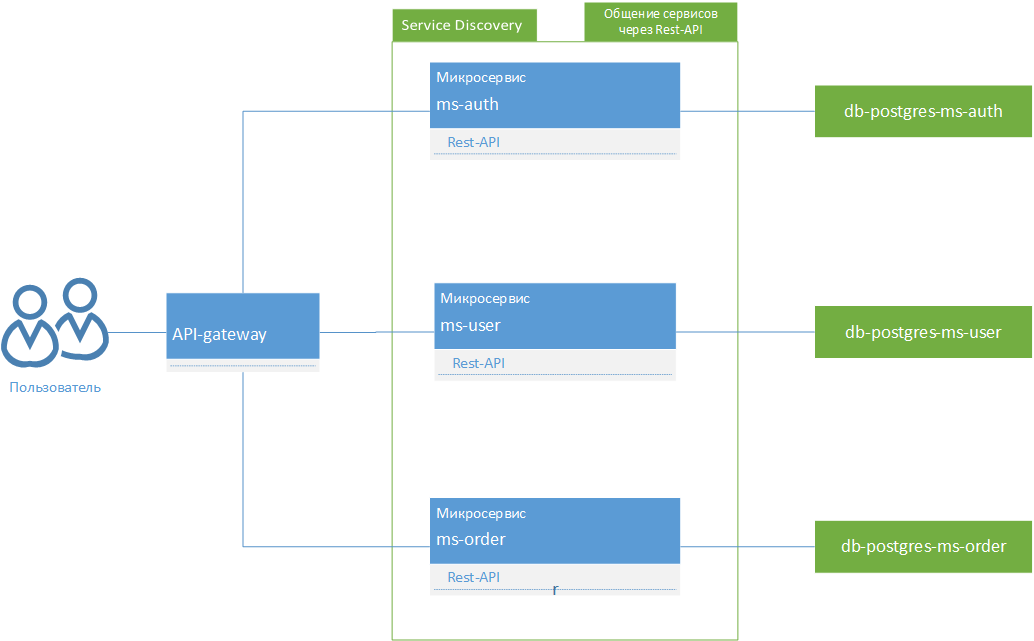 Service Discovery
Общение сервисов
через Rest-API
Микросервис
ms-auth
Rest-API
db-postgres-ms-auth
Микросервис
ms-user
Rest-API
db-postgres-ms-user
API-gateway
Пользователь
Микросервис
ms-order
Rest-API
r
db-postgres-ms-order